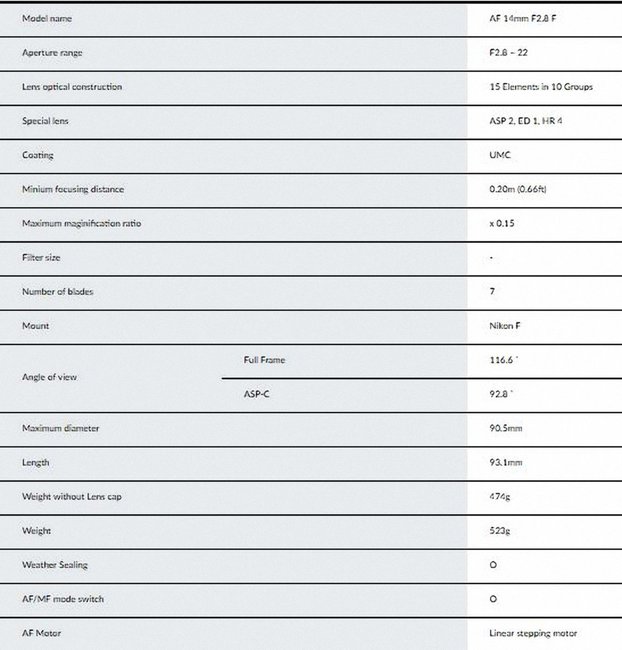 Model name AF 14mm F2.8 F
Aperture range F2.8 ~ 22
Lens optical construction 15 Elements in 10 Groups
Special lens ASP 2, ED 1, HR 4
Coating UMC
Minium focusing distance 0.20m (0.66ft)
Maximum maginification ratio x 0.15
Filter size -
Number of blades 7
Mount Nikon F
Full Frame 116.6 `
Angle of view
ASP-C 92.8 `
Maximum diameter 90.5mm
Length 93.1mm
Weight without Lens cap 474g
Weight 523g
Weather Sealing O
AF/MF mode switch O
AF Motor Linear stepping motor